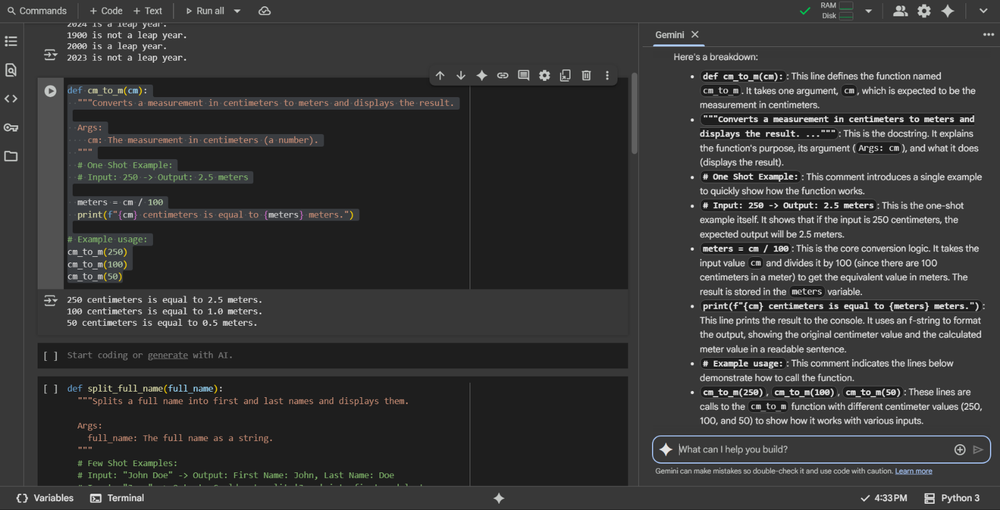 Commands
+ Code
+ Text
Run all
RAM
Disk
2024 is a leap year.
1900 is not a leap year.
2000 is a leap year.
2023 is not a leap year.
def cm_to_m(cm):
"""Converts a measurement in centimeters to meters and displays the result.
Args:
cm: The measurement in centimeters (a number).
"""
# One Shot Example:
# Input: 250 -> Output: 2.5 meters
meters = cm / 100
print(f"{cm} centimeters is equal to {meters} meters.")
# Example usage:
cm_to_m(250)
cm_to_m(100)
cm_to_m(50)
250 centimeters is equal to 2.5 meters.
100 centimeters is equal to 1.0 meters.
50 centimeters is equal to 0.5 meters.
[ ] Start coding or generate with AI.
[ ] def split_full_name(full_name):
"""Splits a full name into first and last names and displays them.
Args:
full_name: The full name as a string.
"""
# Few Shot Examples:
# Input: "John Doe" -> Output: First Name: John, Last Name: Doe
Gemini
Here's a breakdown:
• def cm_to_m(cm): : This line defines the function named
cm_to_m . It takes one argument, cm , which is expected to be the
measurement in centimeters.
• """Converts a measurement in centimeters to meters and
displays the result. ...""" : This is the docstring. It explains
the function's purpose, its argument ( Args: cm ), and what it does
(displays the result).
• # One Shot Example: : This comment introduces a single example
to quickly show how the function works.
• # Input: 250 -> Output: 2.5 meters : This is the one-shot
example itself. It shows that if the input is 250 centimeters, the
expected output will be 2.5 meters.
• meters = cm / 100 : This is the core conversion logic. It takes the
input value cm and divides it by 100 (since there are 100
centimeters in a meter) to get the equivalent value in meters. The
result is stored in the meters variable.
• print(f"{cm} centimeters is equal to {meters} meters.") :
This line prints the result to the console. It uses an f-string to format
the output, showing the original centimeter value and the calculated
meter value in a readable sentence.
• # Example usage: : This comment indicates the lines below
demonstrate how to call the function.
• cm_to_m(250) , cm_to_m(100) , cm_to_m(50) : These lines are
calls to the cm_to_m function with different centimeter values (250,
100, and 50) to show how it works with various inputs.
What can I help you build?
Gemini can make mistakes so double-check it and use code with caution. Learn more
{} Variables
Terminal
4:33 PM
Python 3